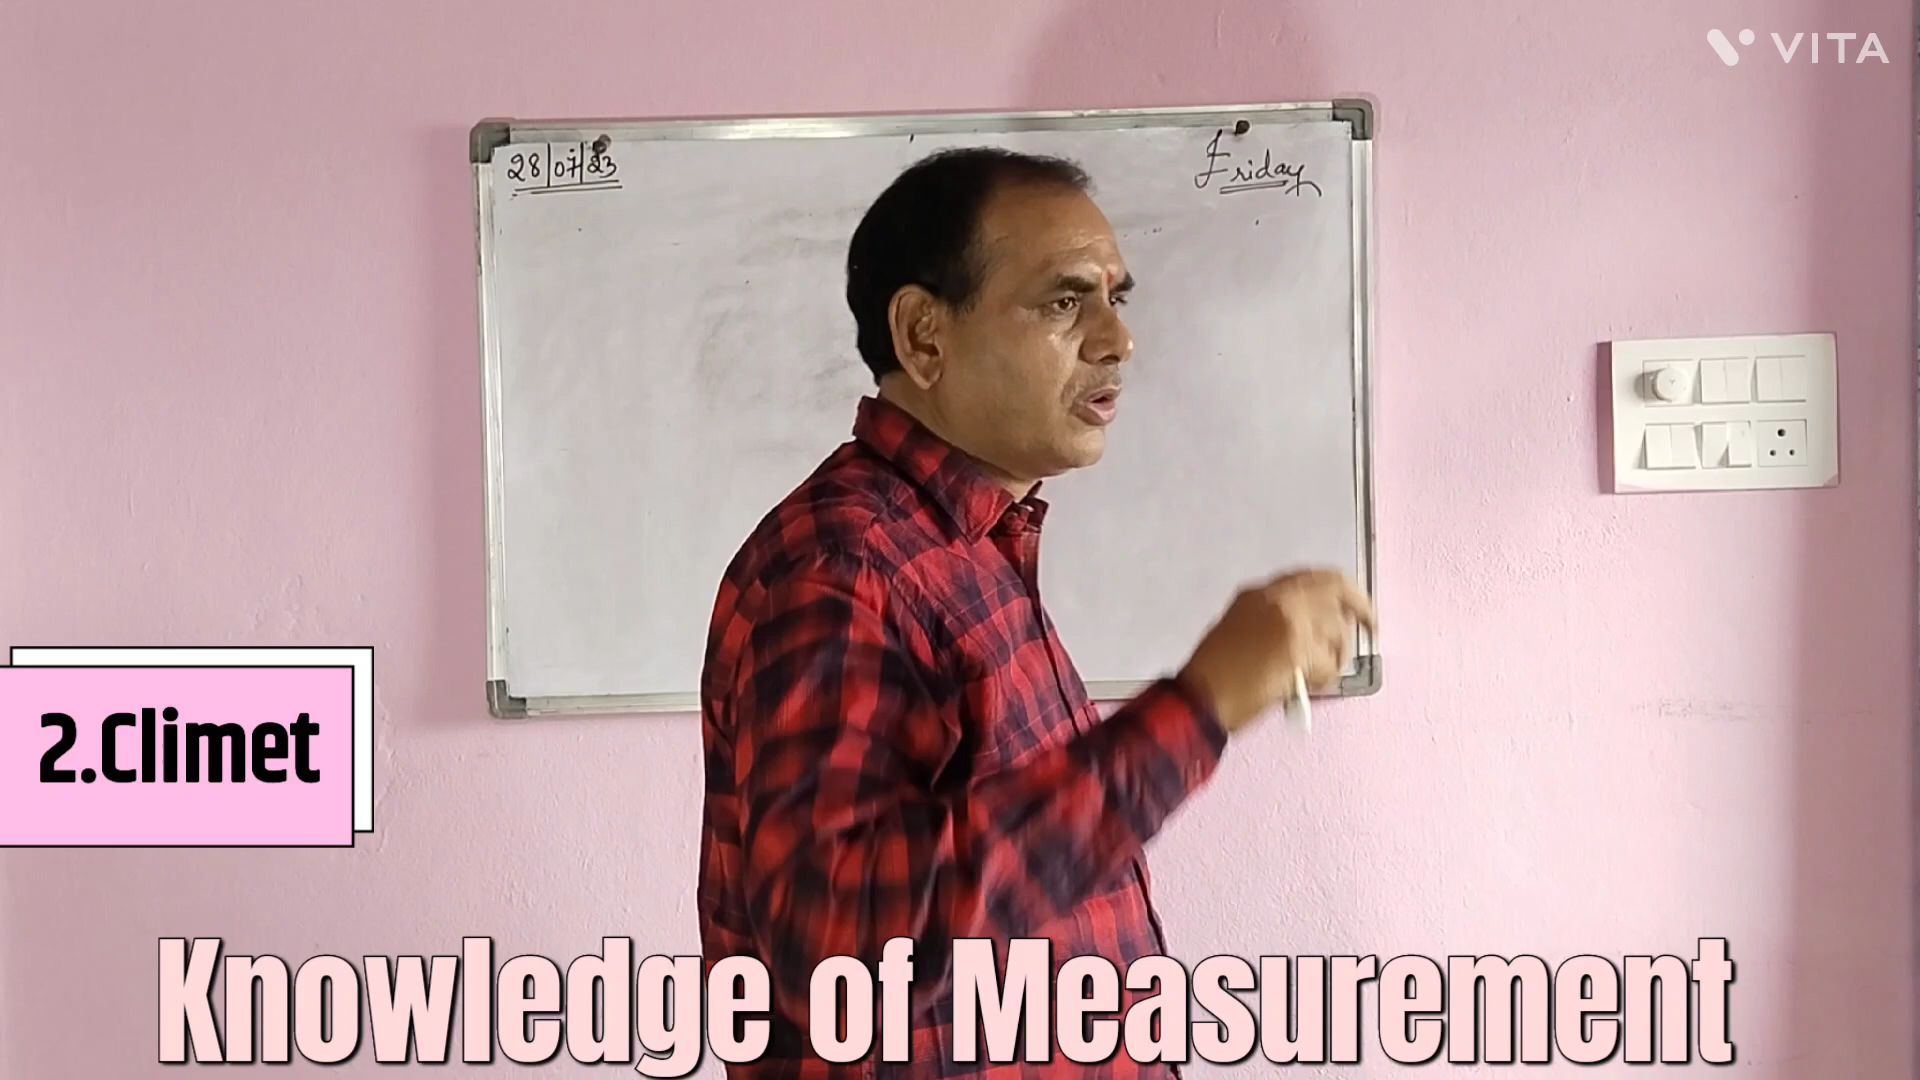 VITA
28/07/23
Friday
2.Climet
Knowledge of Measurement